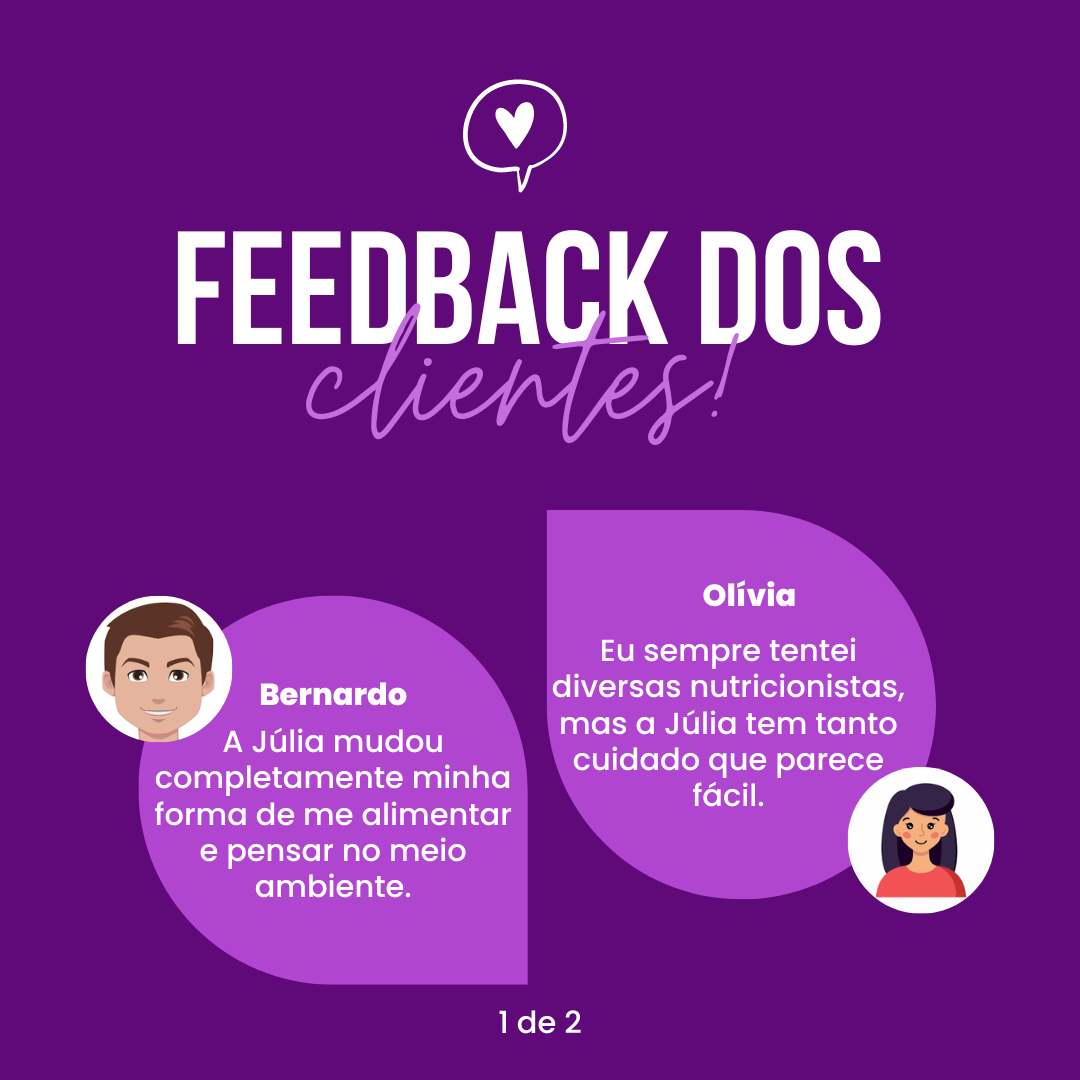 FEEDBACK DOS
clientes!
Bernardo
A Júlia mudou
completamente minha
forma de me alimentar
e pensar no meio
ambiente.
Olívia
Eu sempre tentei
diversas nutricionistas,
mas a Júlia tem tanto
cuidado que parece
fácil.
1 de 2